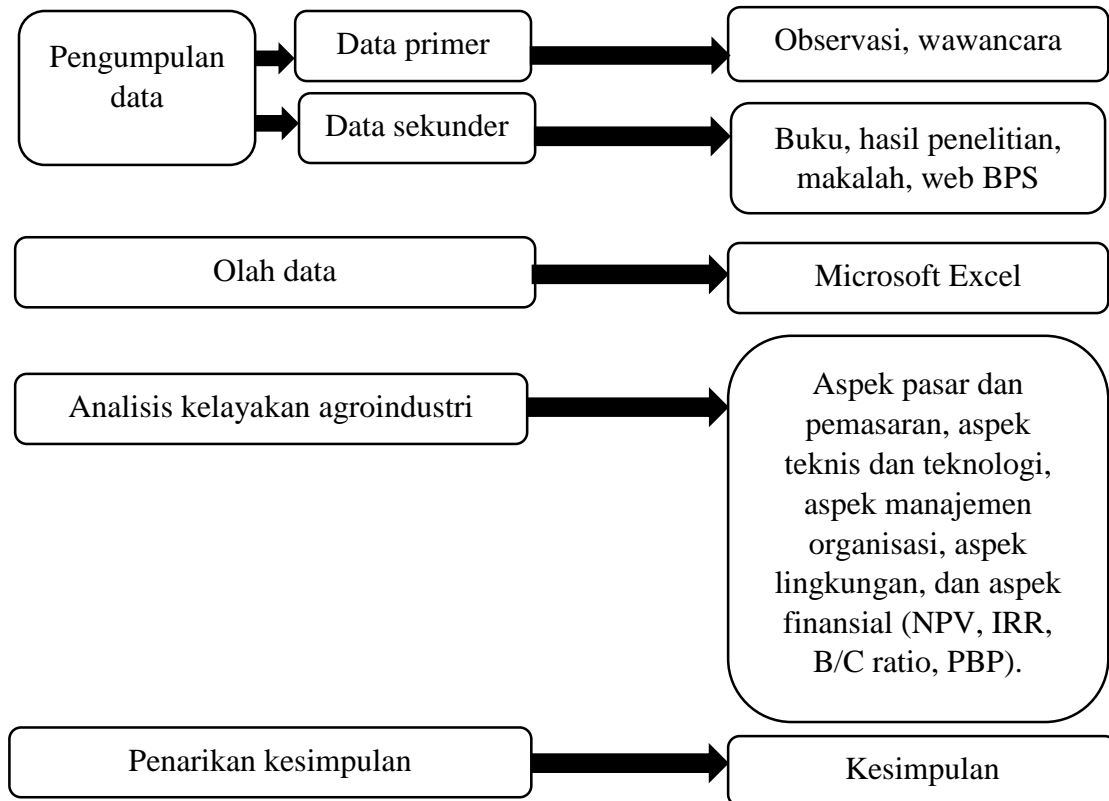 Pengumpulan
data
Data primer
Observasi, wawancara
Data sekunder
Buku, hasil penelitian,
makalah, web BPS
Olah data
Microsoft Excel
Analisis kelayakan agroindustri
Aspek pasar dan
pemasaran, aspek
teknis dan teknologi,
aspek manajemen
organisasi, aspek
lingkungan, dan aspek
finansial (NPV, IRR,
B/C ratio, PBP).
Penarikan kesimpulan
Kesimpulan